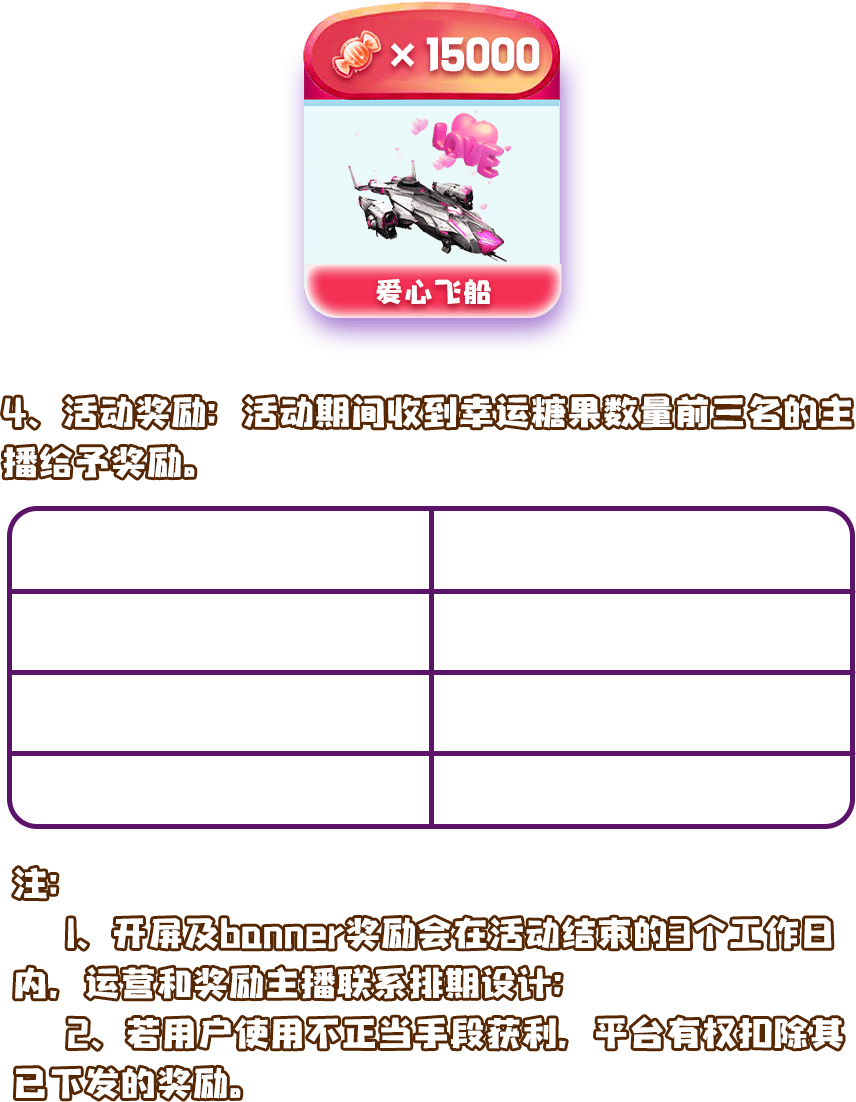 × 15000
LOVE
爱心飞船
4、活动奖励：活动期间收到幸运糖果数量前三名的主
播给予奖励。
注：
1、开屏及banner奖励会在活动结束的3个工作日
内，运营和奖励主播联系排期设计；
2、若用户使用不正当手段获利，平台有权扣除其
已下发的奖励。